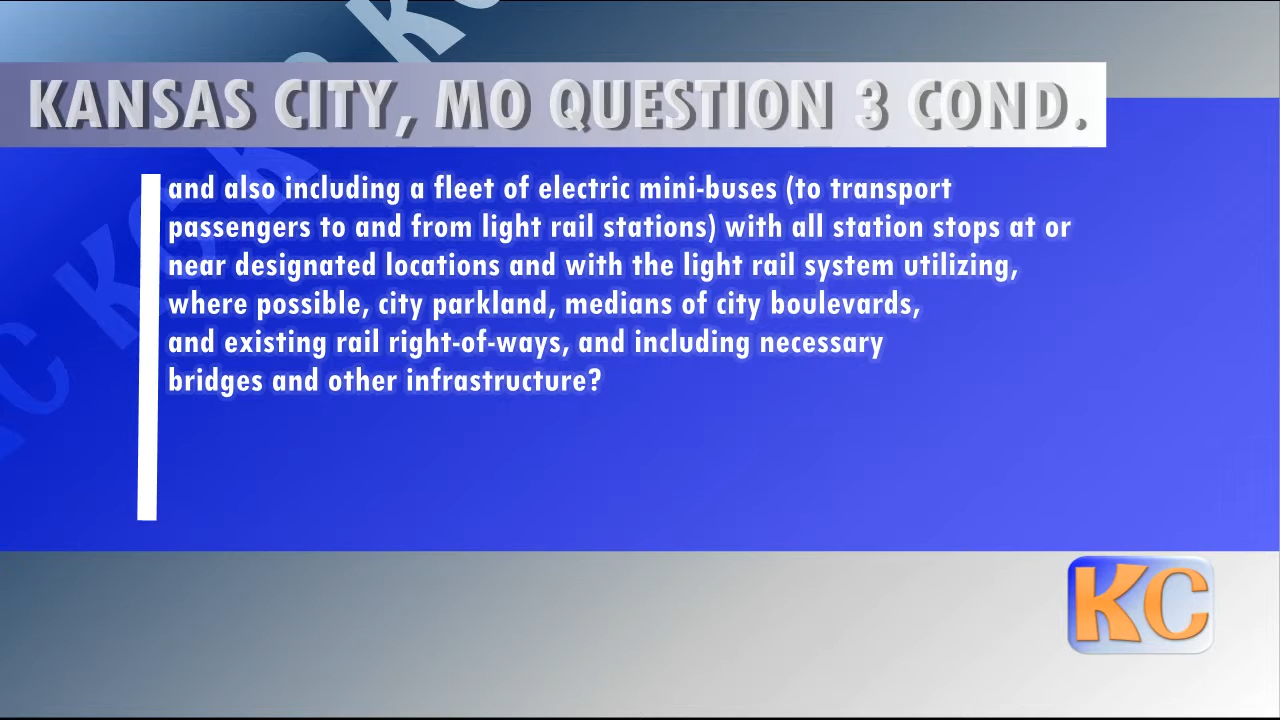 KANSAS CITY, MO QUESTION 3 COND.
and also including a fleet of electric mini-buses (to transport
passengers to and from light rail stations) with all station stops at or
near designated locations and with the light rail system utilizing,
where possible, city parkland, medians of city boulevards,
and existing rail right-of-ways, and including necessary
bridges and other infrastructure?
KC